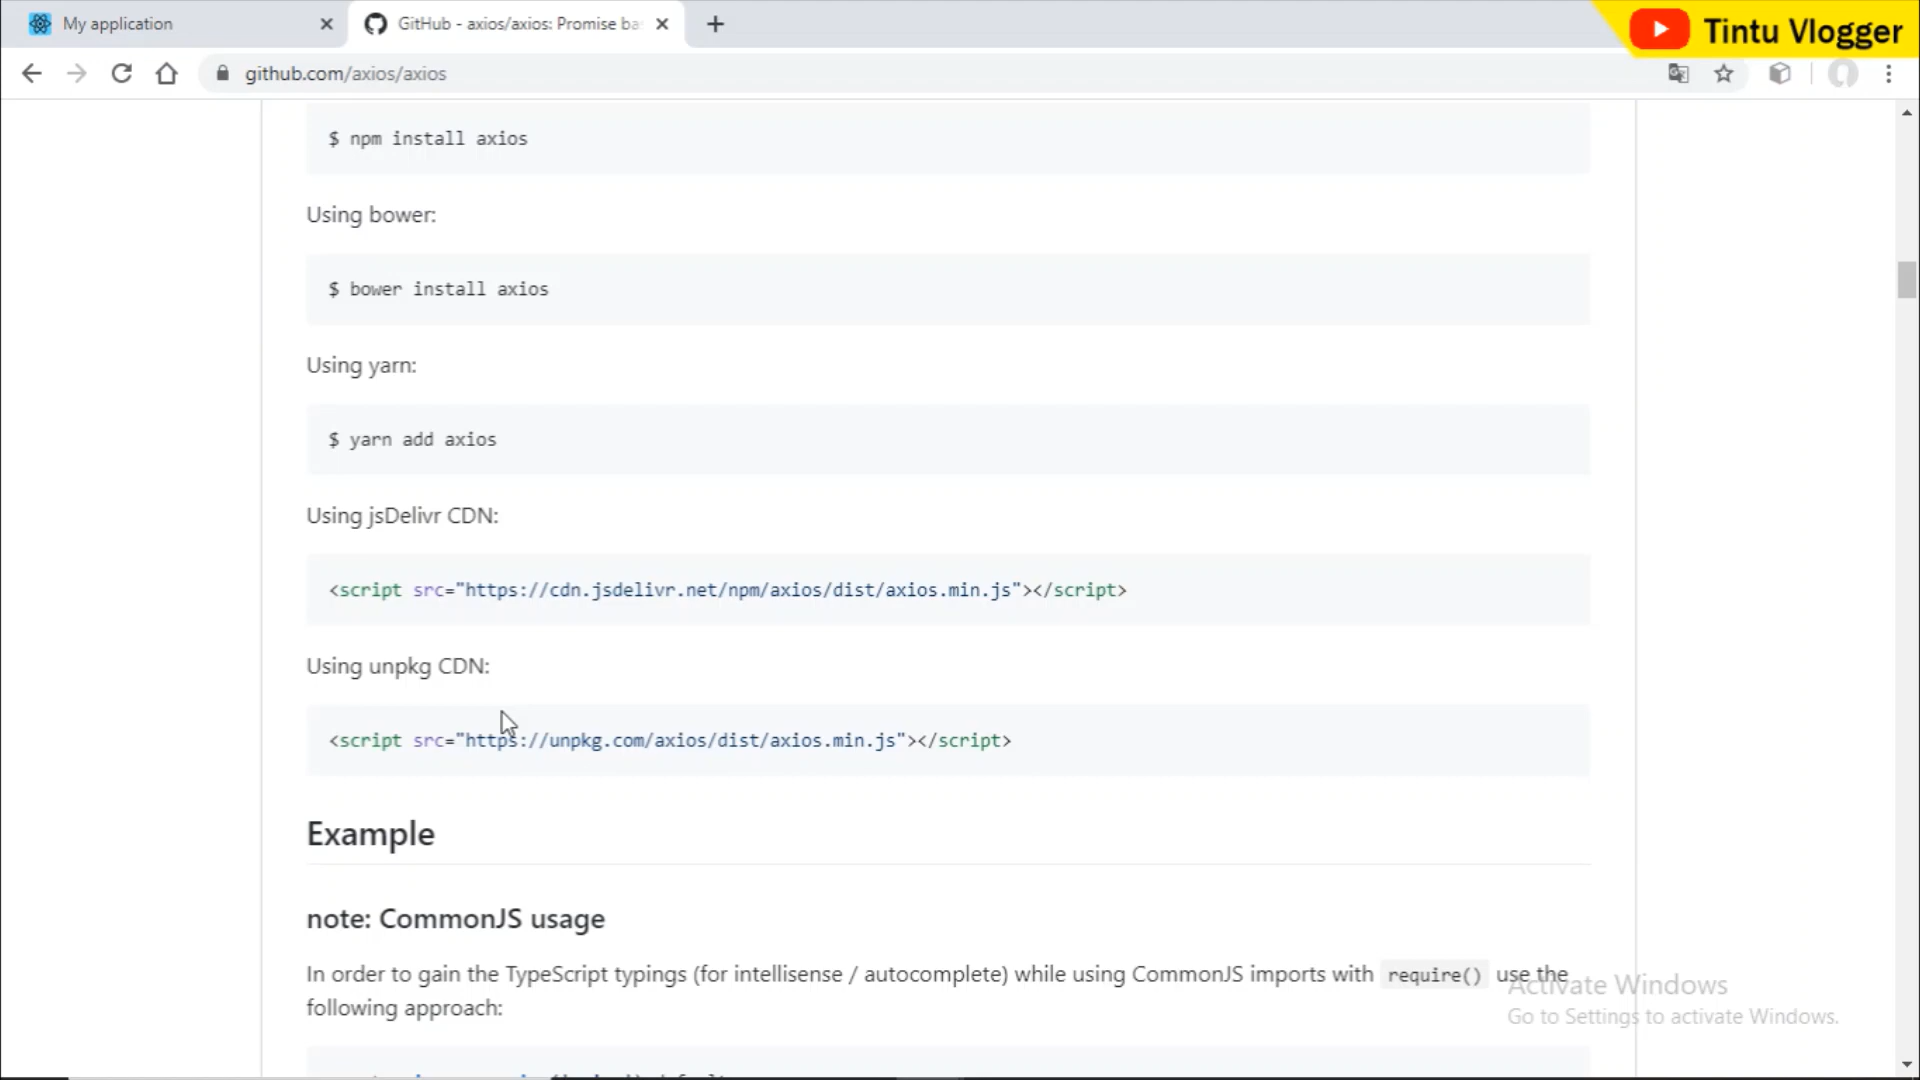 My application
GitHub - axios/axios: Promise ba
Tintu Vlogger
github.com/axios/axios
$ npm install axios
Using bower:
$ bower install axios
Using yarn:
$ yarn add axios
Using jsDelivr CDN:
<script src="https://cdn.jsdelivr.net/npm/axios/dist/axios.min.js"></script>
Using unpkg CDN:
<script src="https://unpkg.com/axios/dist/axios.min.js"></script>
Example
note: CommonJS usage
In order to gain the TypeScript typings (for intellisense / autocomplete) while using CommonJS imports with require() use the
following approach:
Activate Windows
Go to Settings to activate Windows.